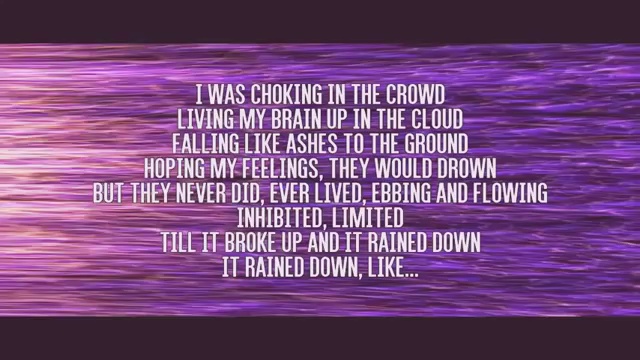 I WAS CHOKING IN THE CROWD
LIVING MY BRAIN UP IN THE CLOUD
FALLING LIKE ASHES TO THE GROUND
HOPING MY FEELINGS, THEY WOULD DROWN
BUT THEY NEVER DID, EVER LIVED, EBBING AND FLOWING
INHIBITED, LIMITED
TILL IT BROKE UP AND IT RAINED DOWN
IT RAINED DOWN, LIKE...